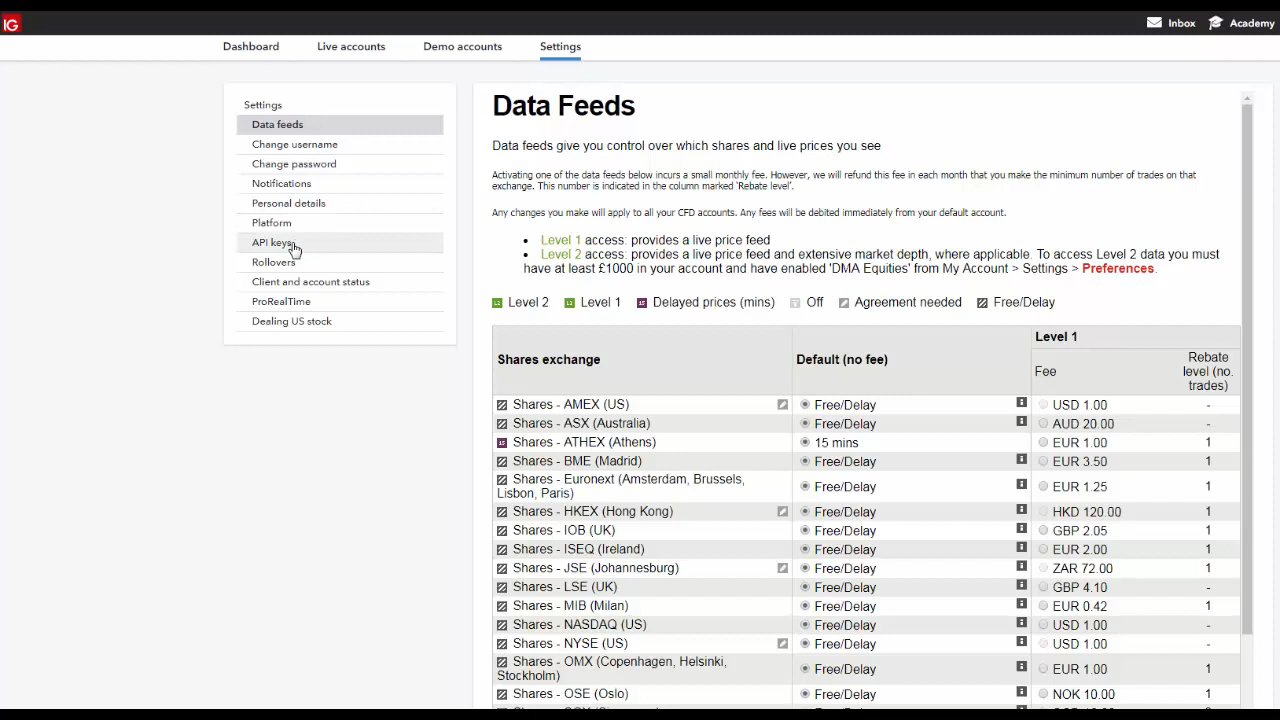 IG
Inbox
Academy
Dashboard
Live accounts
Demo accounts
Settings
Settings
Data feeds
Change username
Change password
Notifications
Personal details
Platform
API keys
Rollovers
Client and account status
ProRealTime
Dealing US stock
Data Feeds
Data feeds give you control over which shares and live prices you see
Activating one of the data feeds below incurs a small monthly fee. However, we will refund this fee in each month that you make the minimum number of trades on that
exchange. This number is indicated in the column marked 'Rebate level'.
Any changes you make will apply to all your CFD accounts. Any fees will be debited immediately from your default account.
Level 1 access: provides a live price feed
Level 2 access: provides a live price feed and extensive market depth, where applicable. To access Level 2 data you must
have at least £1000 in your account and have enabled 'DMA Equities' from My Account > Settings > Preferences.
Level 2 Level 1 Delayed prices (mins) Off Agreement needed Free/Delay
Shares exchange Default (no fee) Level 1
Fee Rebate level (no. trades)
Shares - AMEX (US) Free/Delay USD 1.00 -
Shares - ASX (Australia) Free/Delay AUD 20.00 -
Shares - ATHEX (Athens) 15 mins EUR 1.00 1
Shares - BME (Madrid) Free/Delay EUR 3.50 1
Shares - Euronext (Amsterdam, Brussels,
Lisbon, Paris) Free/Delay EUR 1.25 1
Shares - HKEX (Hong Kong) Free/Delay HKD 120.00 1
Shares - IOB (UK) Free/Delay GBP 2.05 1
Shares - ISEQ (Ireland) Free/Delay EUR 2.00 1
Shares - JSE (Johannesburg) Free/Delay ZAR 72.00 1
Shares - LSE (UK) Free/Delay GBP 4.10 -
Shares - MIB (Milan) Free/Delay EUR 0.42 1
Shares - NASDAQ (US) Free/Delay USD 1.00 -
Shares - NYSE (US) Free/Delay USD 1.00 -
Shares - OMX (Copenhagen, Helsinki,
Stockholm) Free/Delay EUR 1.00 1
Shares - OSE (Oslo) Free/Delay NOK 10.00 1